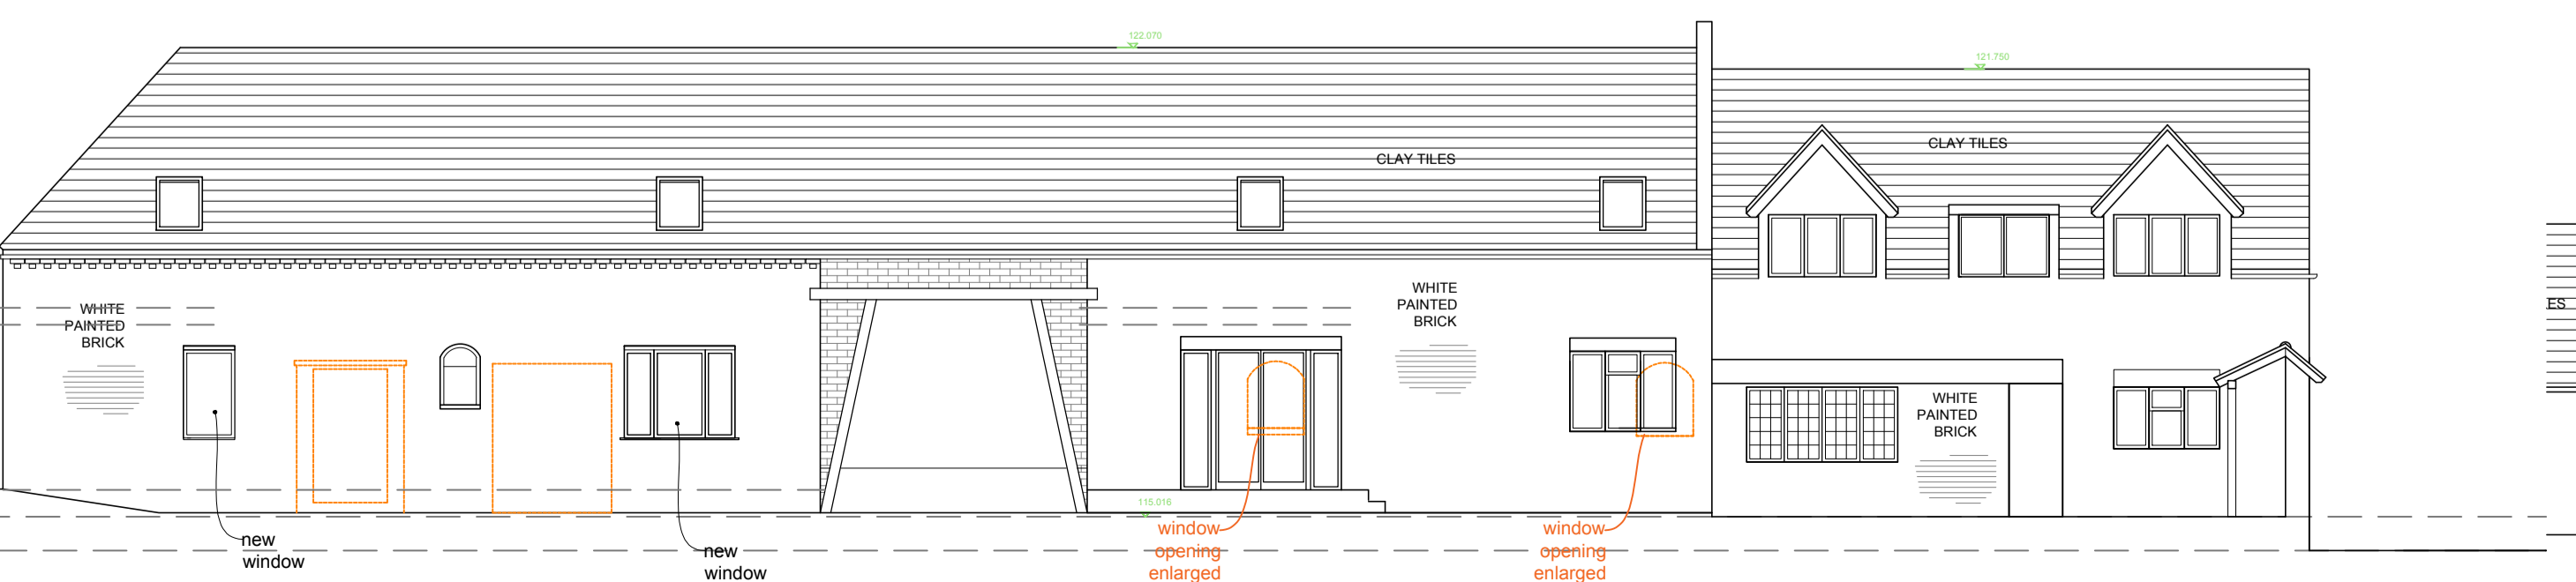 122.070
121.750
CLAY TILES
CLAY TILES
WHITE
PAINTED
BRICK
WHITE
PAINTED
BRICK
ES
WHITE
PAINTED
BRICK
115.016
new
window
new
window
window
opening
enlarged
window
opening
enlarged